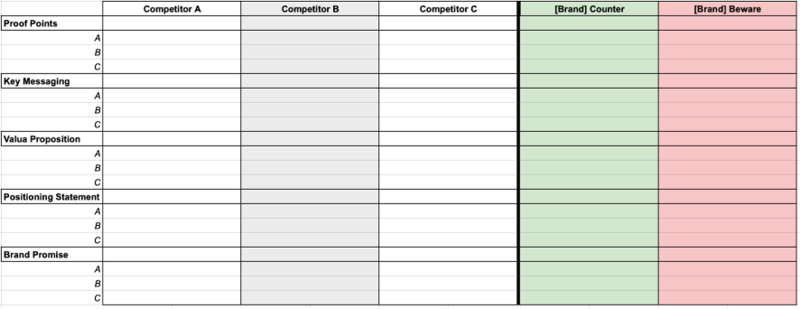 Competitor A Competitor B Competitor C [Brand] Counter [Brand] Beware
Proof Points
A
B
C
Key Messaging
A
B
C
Valua Proposition
A
B
C
Positioning Statement
A
B
C
Brand Promise
A
B
C